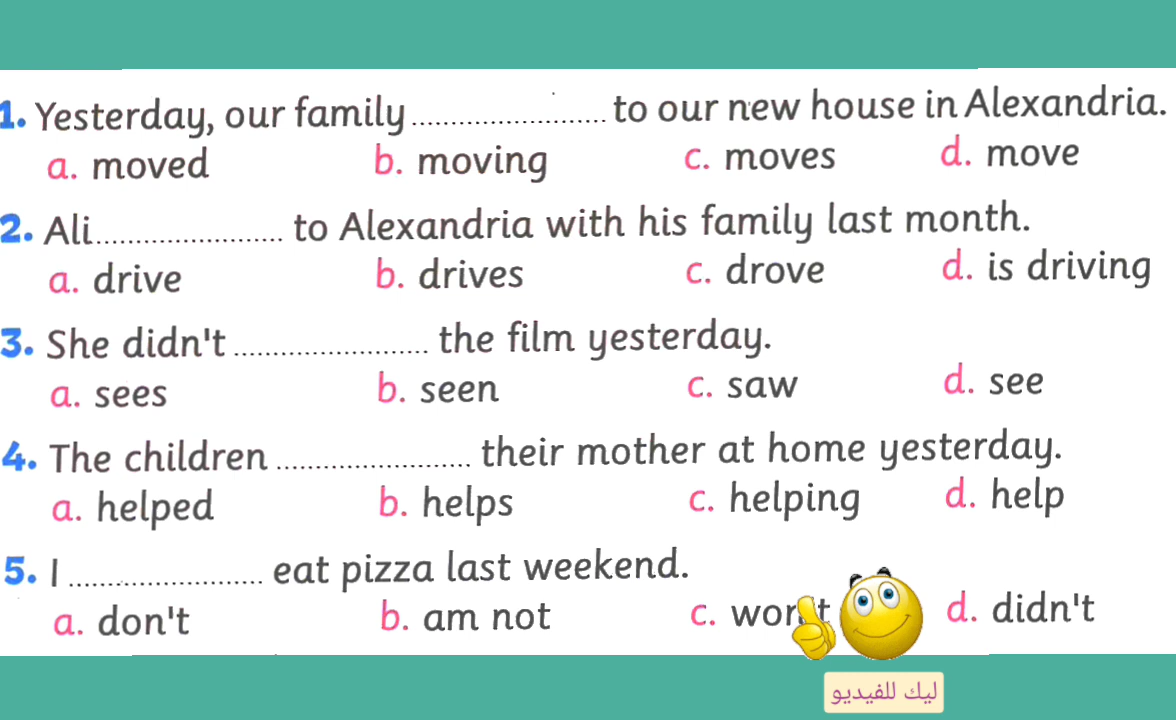 1. Yesterday, our family........................to our new house in Alexandria.
a. moved b. moving c. moves d. move
2. Ali........................ to Alexandria with his family last month.
a. drive b. drives c. drove d. is driving
3. She didn't ........................ the film yesterday.
a. sees b. seen c. saw d. see
4. The children ........................ their mother at home yesterday.
a. helped b. helps c. helping d. help
5. I ........................ eat pizza last weekend.
a. don't b. am not c. d. didn't
ليك للفيديو